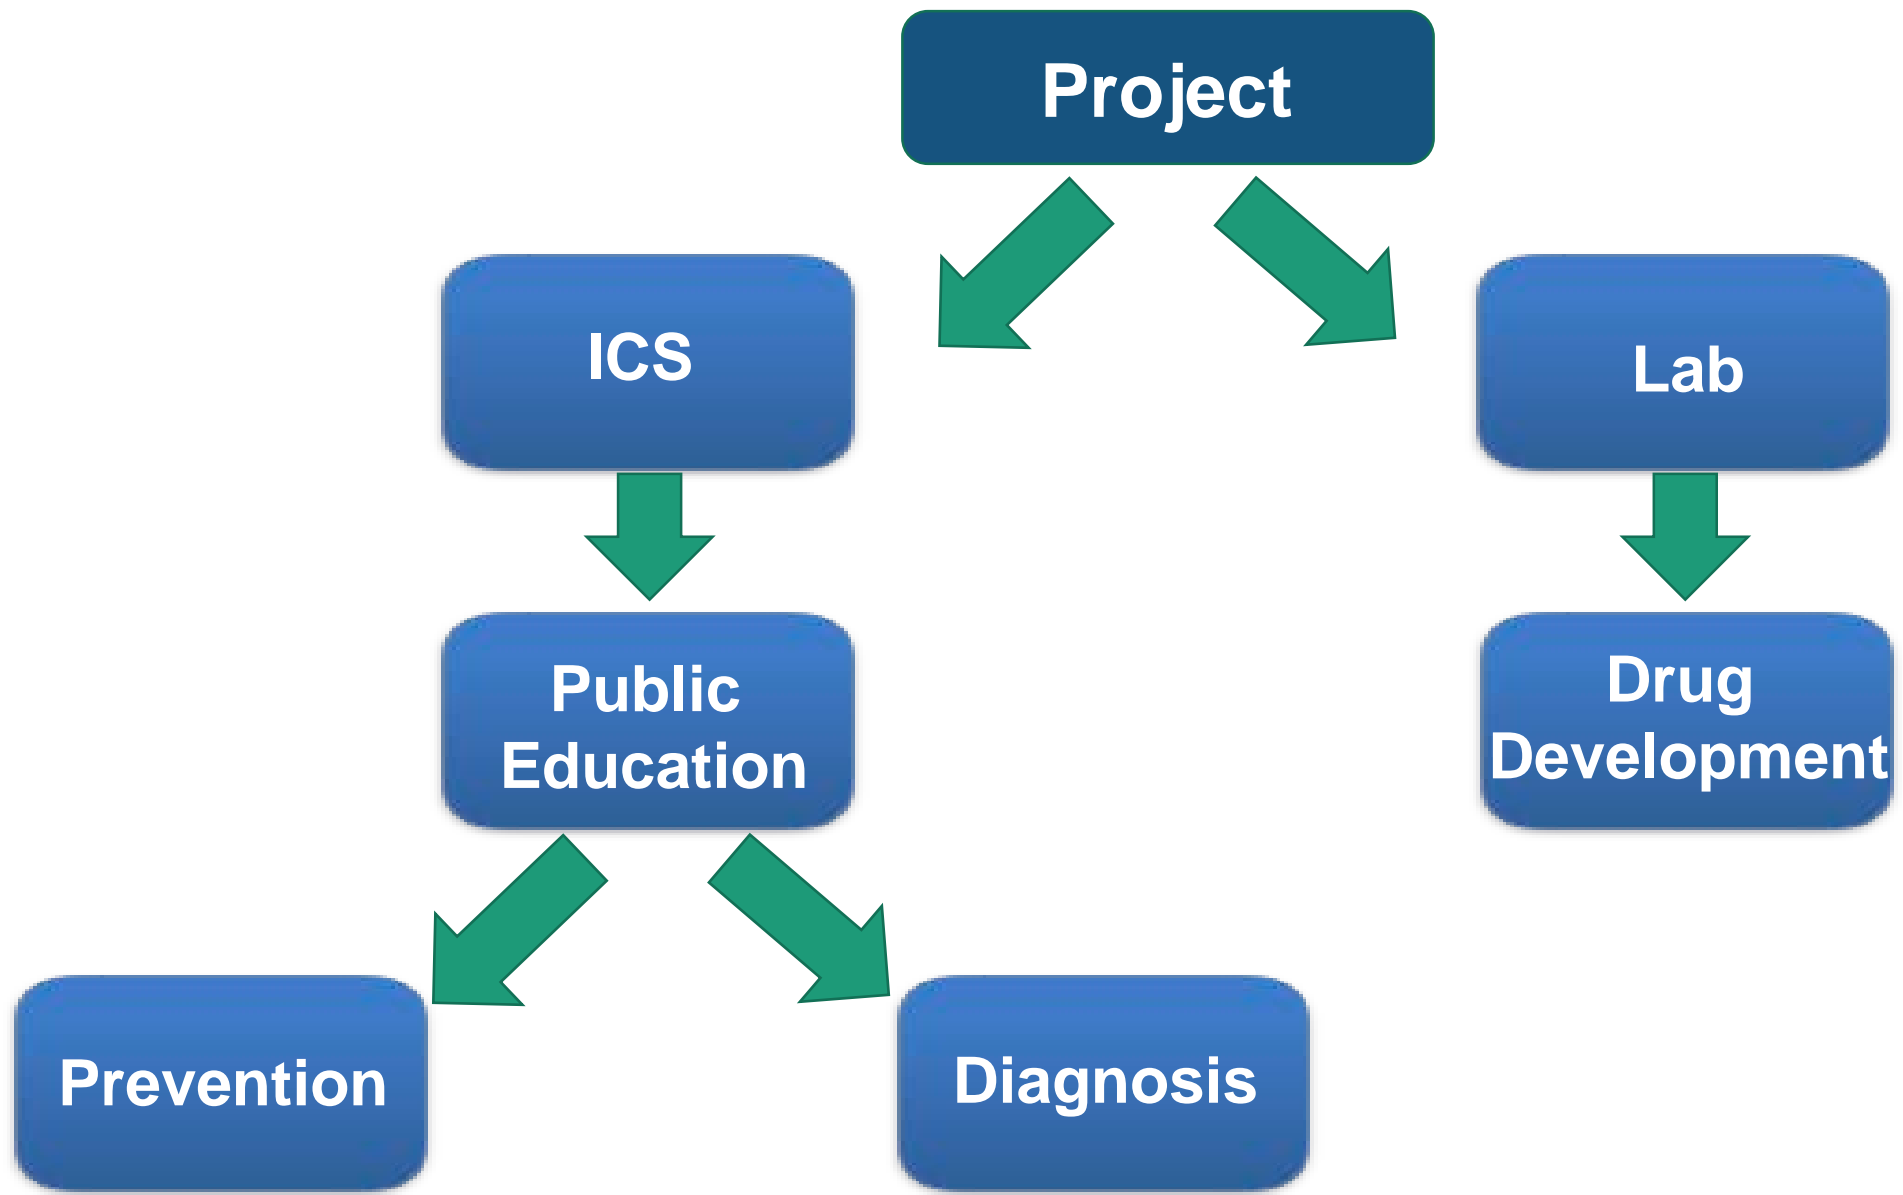 Project
ICS
Lab
Public
Education
Drug
Development
Prevention
Diagnosis